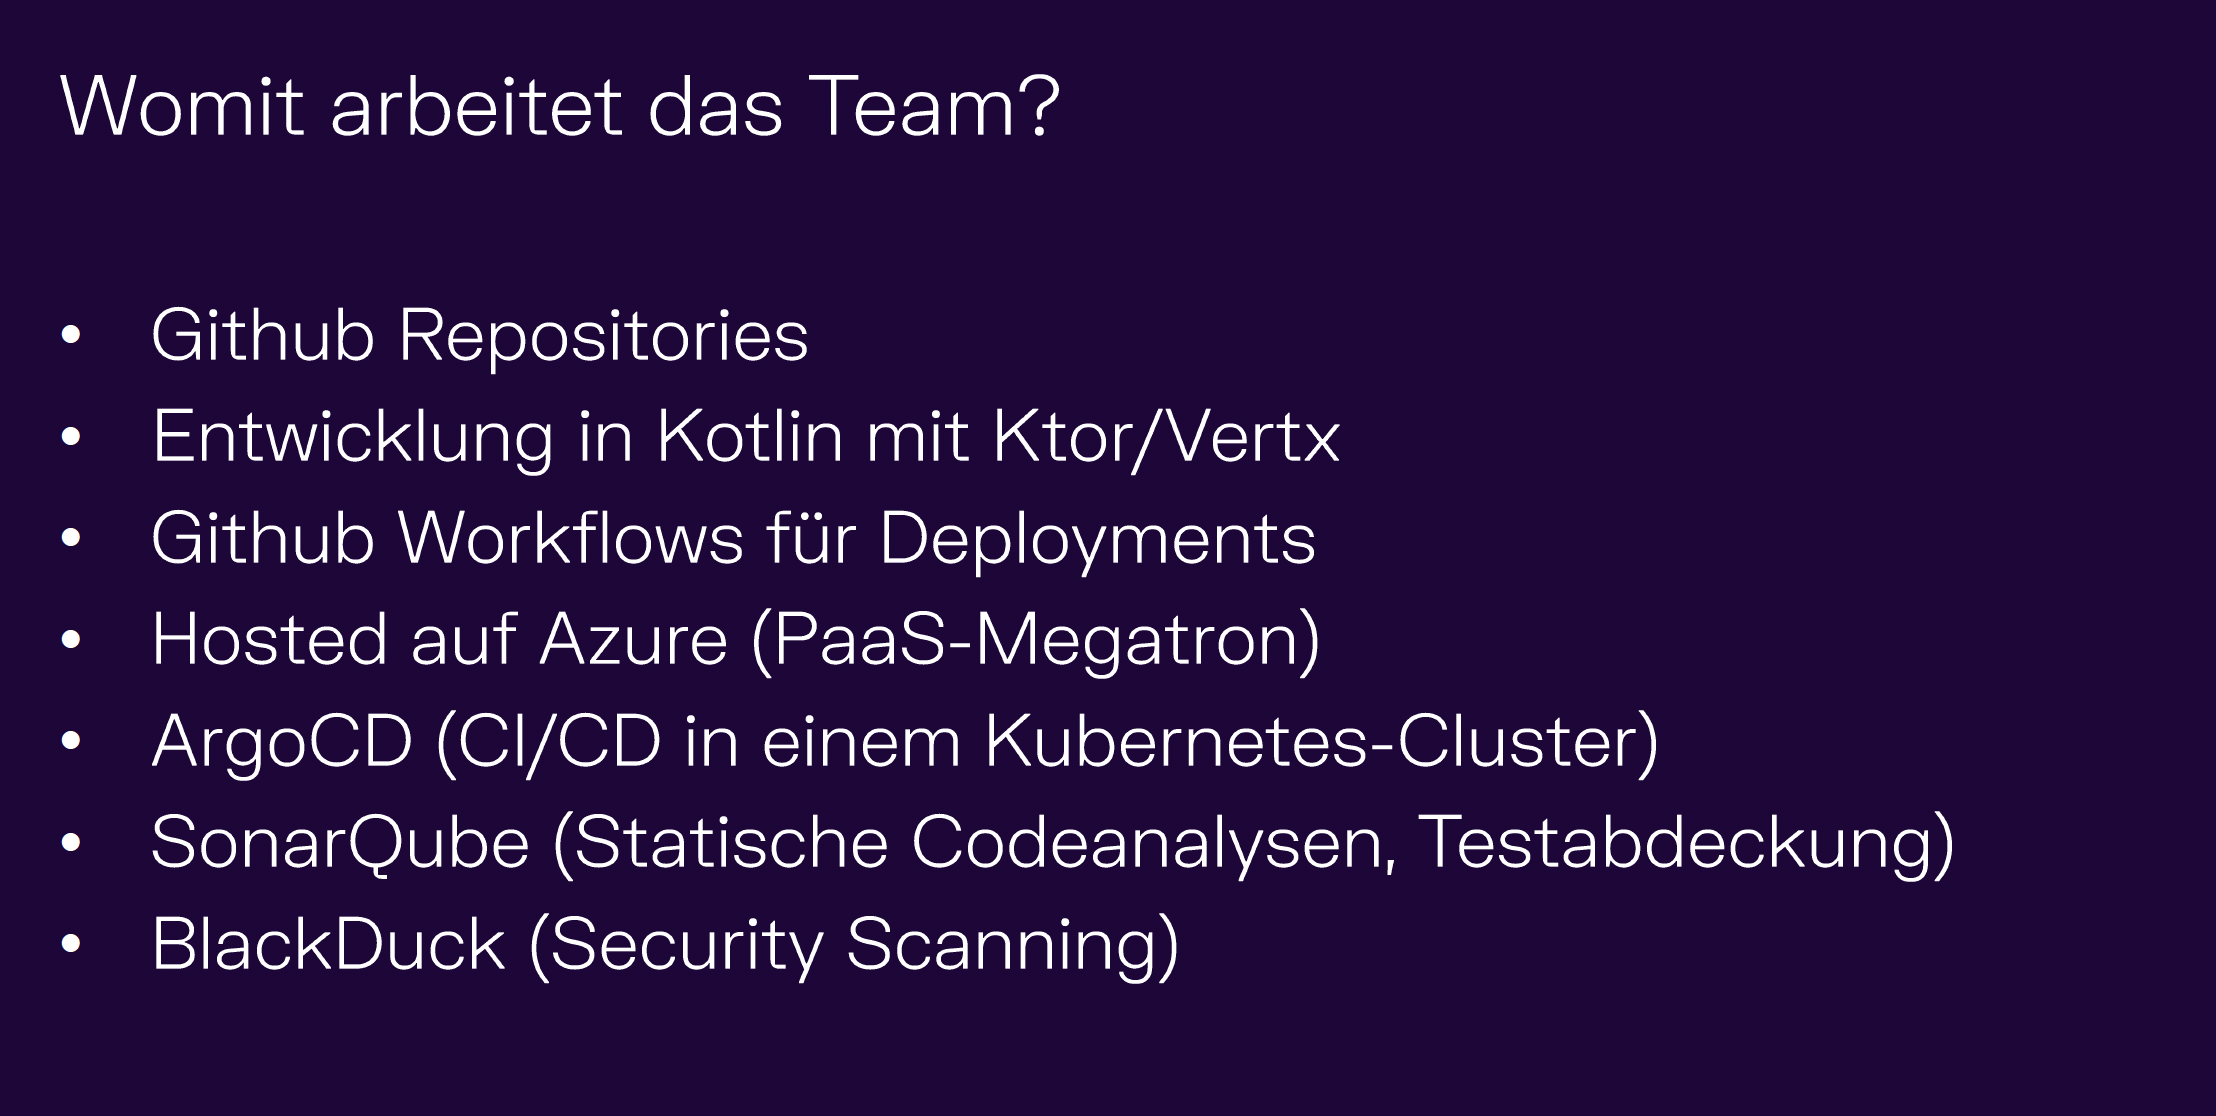 Womit arbeitet das Team?
• Github Repositories
• Entwicklung in Kotlin mit Ktor/Vertx
• Github Workflows für Deployments
• Hosted auf Azure (PaaS-Megatron)
• ArgoCD (CI/CD in einem Kubernetes-Cluster)
• SonarQube (Statische Codeanalysen, Testabdeckung)
• BlackDuck (Security Scanning)